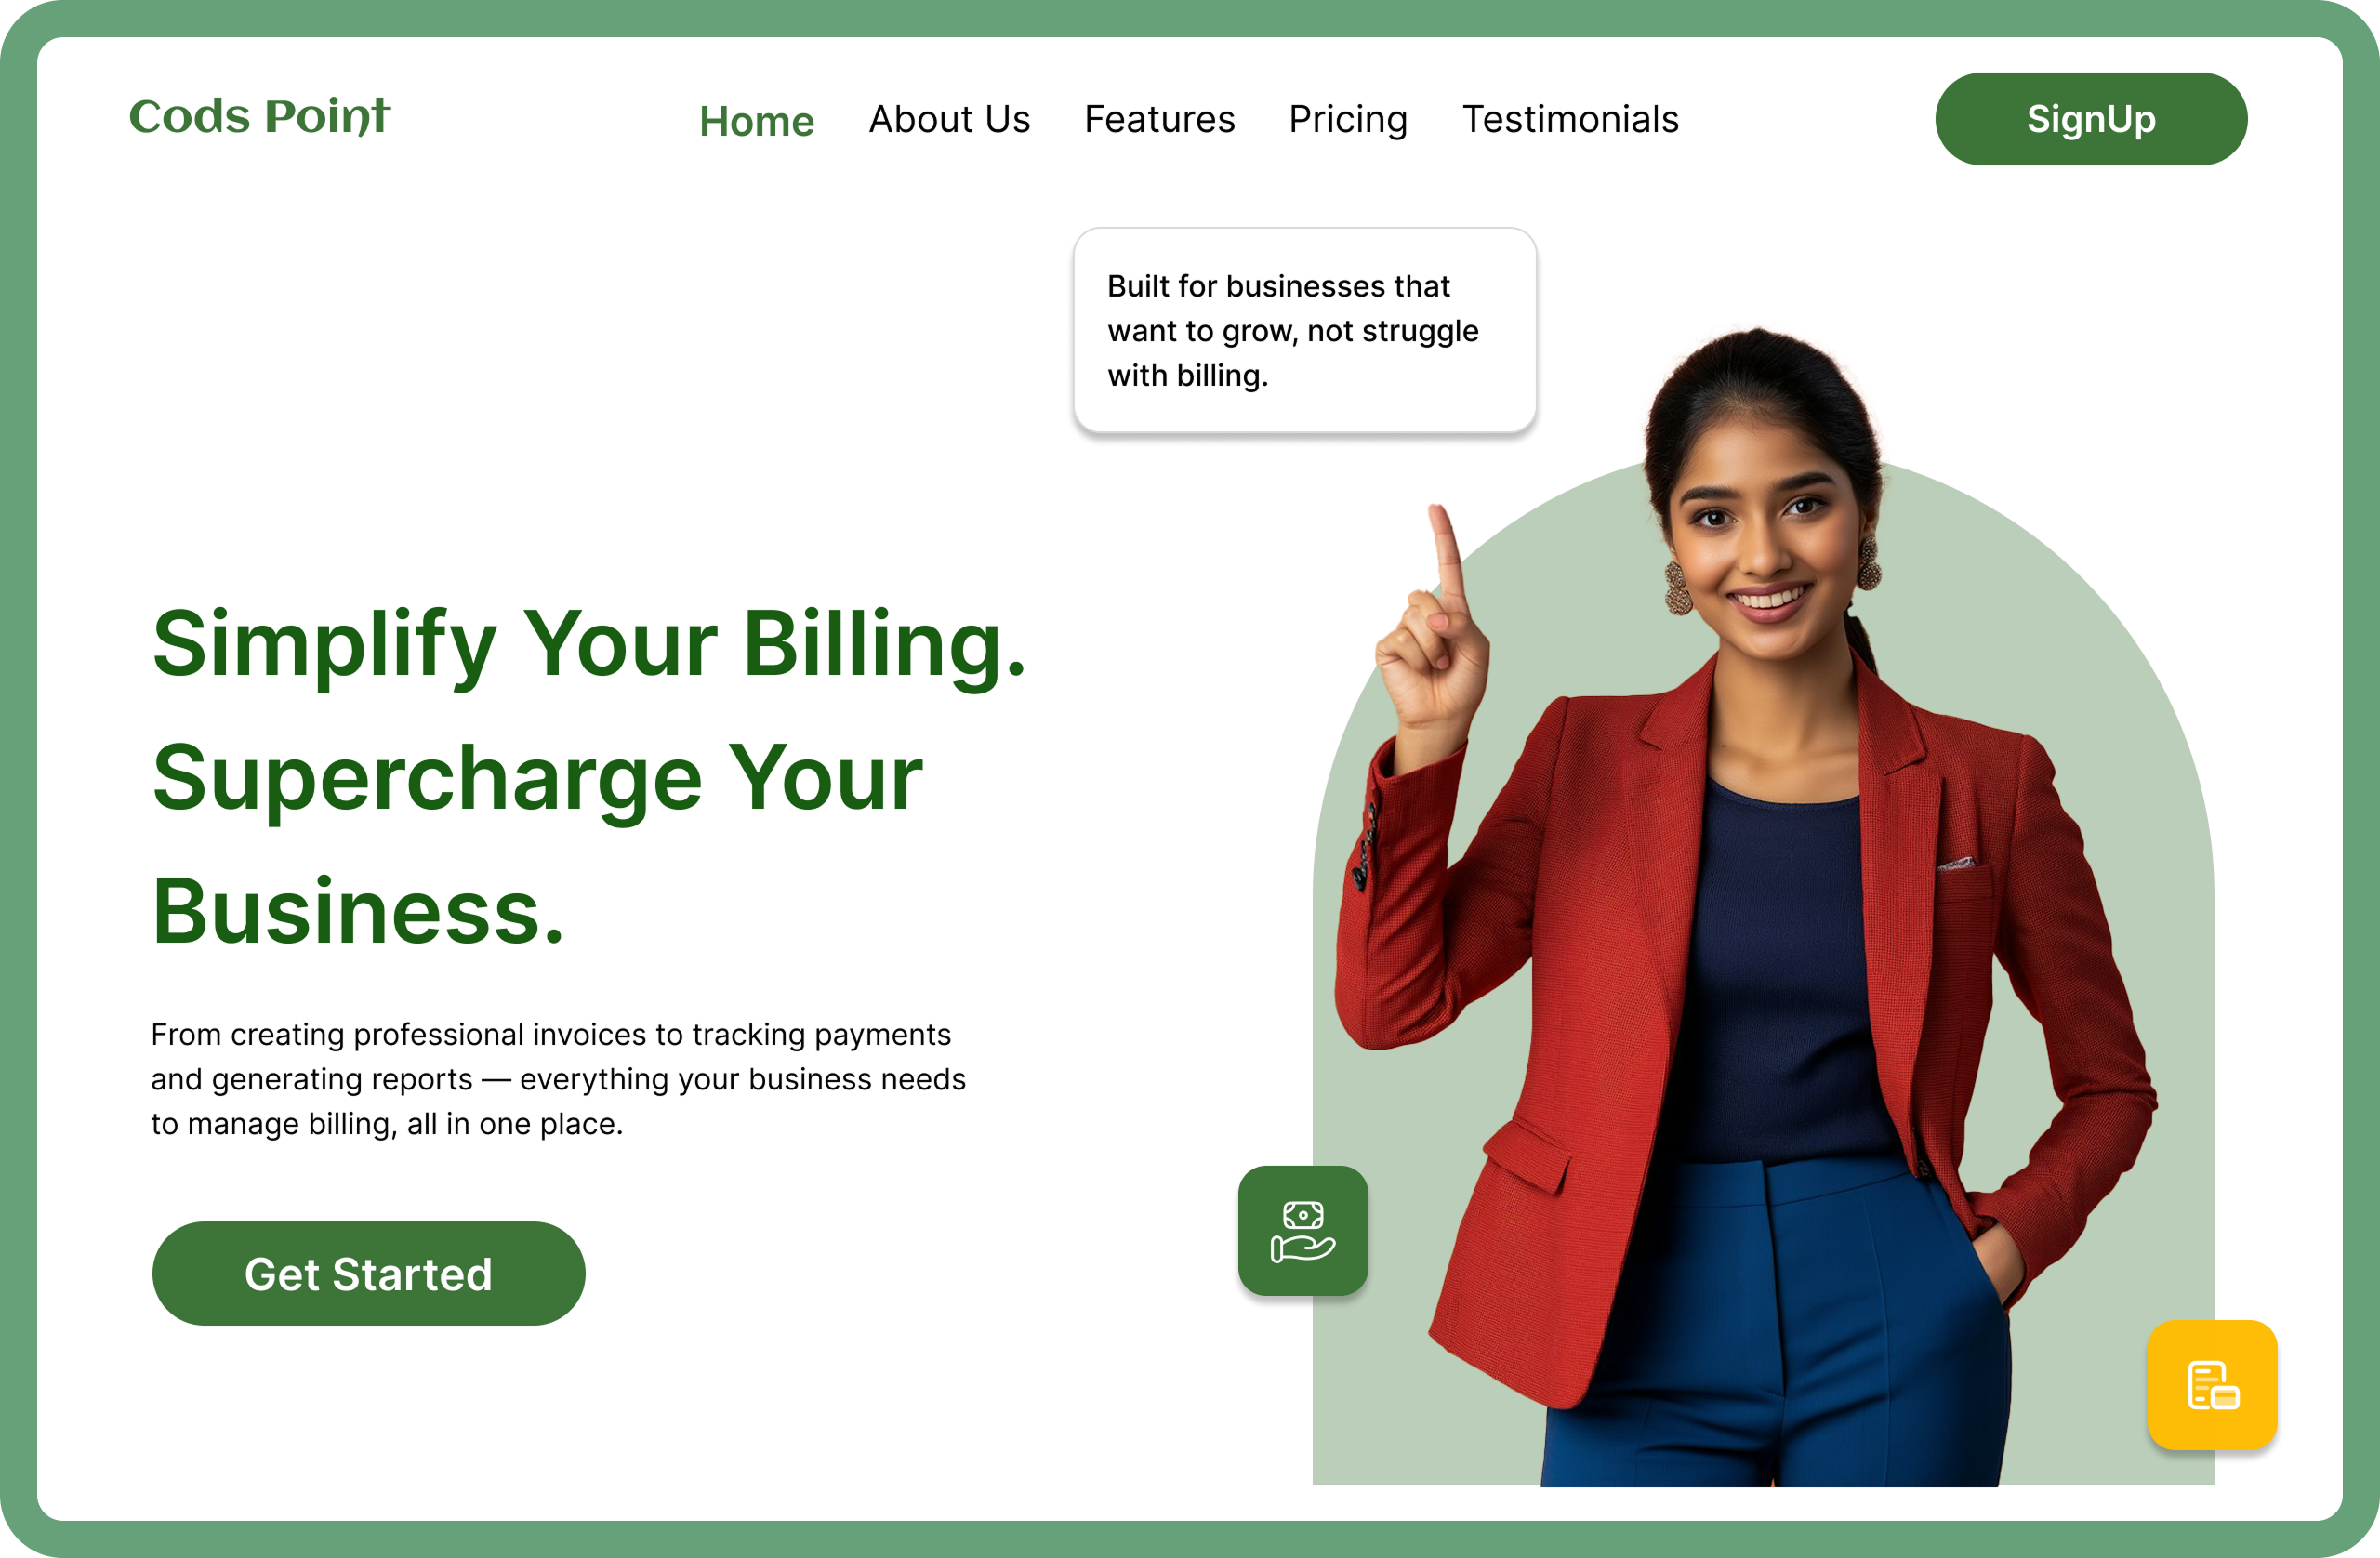 Cods Point
Home
About Us
Features
Pricing
Testimonials
SignUp
Built for businesses that
want to grow, not struggle
with billing.
Simplify Your Billing.
Supercharge Your
Business.
From creating professional invoices to tracking payments
and generating reports — everything your business needs
to manage billing, all in one place.
Get Started